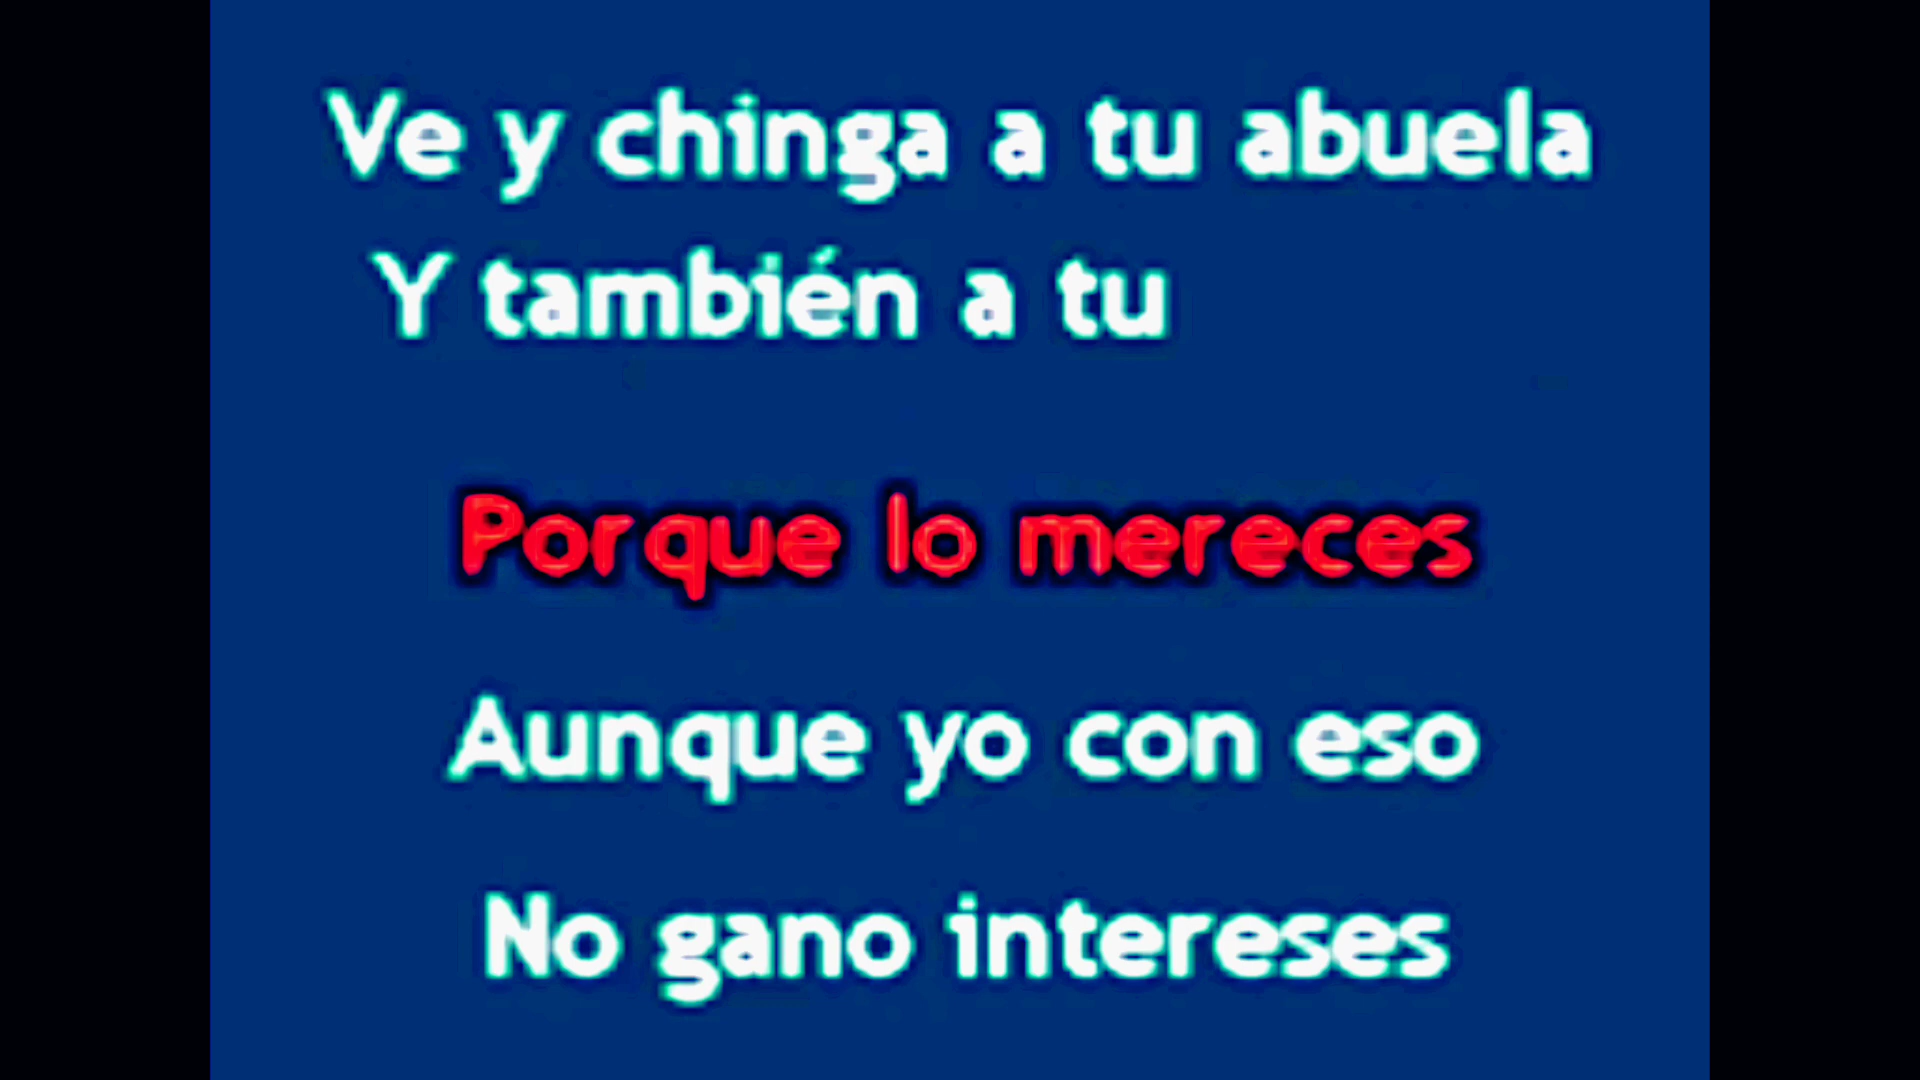 Ve y chinga a tu abuela
Y también a tu
Porque lo mereces
Aunque yo con eso
No gano intereses